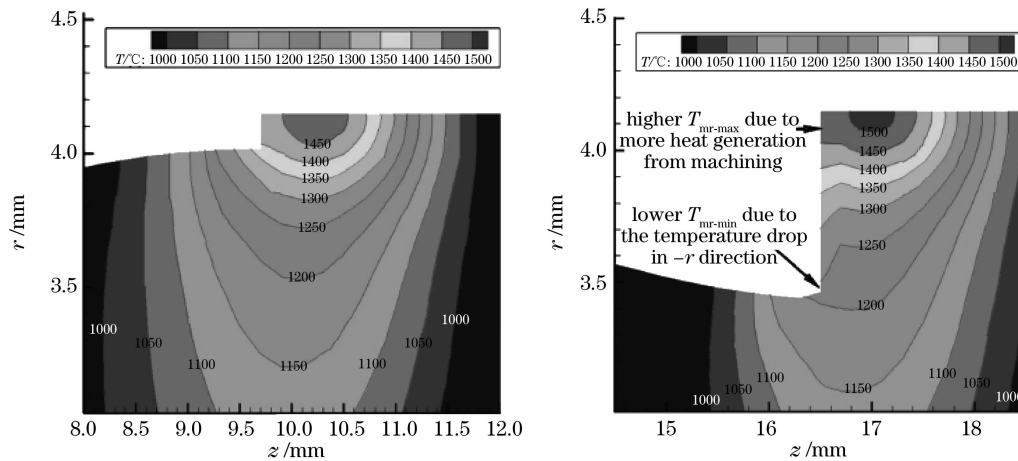 4.5
T/℃: 1000 1050 1100 1150 1200 1250 1300 1350 1400 1450 1500
4.0
3.5
r /mm
1450
1400
1350
1300
1250
1200
1150
1100
1050
1000
1000
8.0 8.5 9.0 9.5 10.0 10.5 11.0 11.5 12.0
z /mm
4.5
T/℃: 1000 1050 1100 1150 1200 1250 1300 1350 1400 1450 1500
4.0
3.5
r /mm
higher Tmr-max due to
more heat generation
from machining
lower Tmr-min due to
the temperature drop
in −r direction
1500
1450
1400
1350
1300
1250
1200
1150
1100
1050
1050
1000
1000
15 16 17 18
z /mm